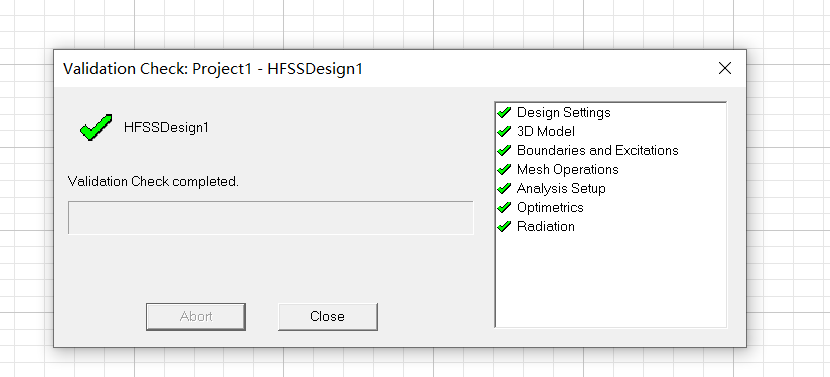 Validation Check: Project1 - HFSSDesign1
HFSSDesign1
Validation Check completed.
Abort
Close
Design Settings
3D Model
Boundaries and Excitations
Mesh Operations
Analysis Setup
Optimetrics
Radiation